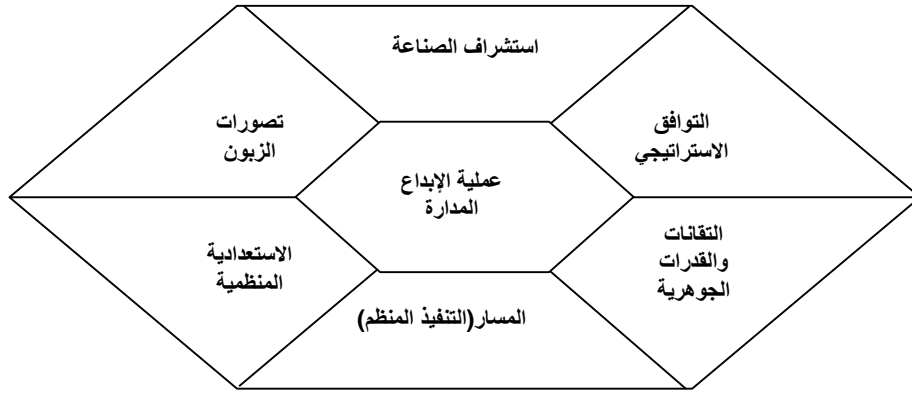 استشراف الصناعة
التوافق
الاستراتيجي
تصورات
الزبون
عملية الإبداع
المدارة
التقانات
والقدرات
الجوهرية
الاستعدادية
المنظمية
المسار(التنفيذ المنظم)